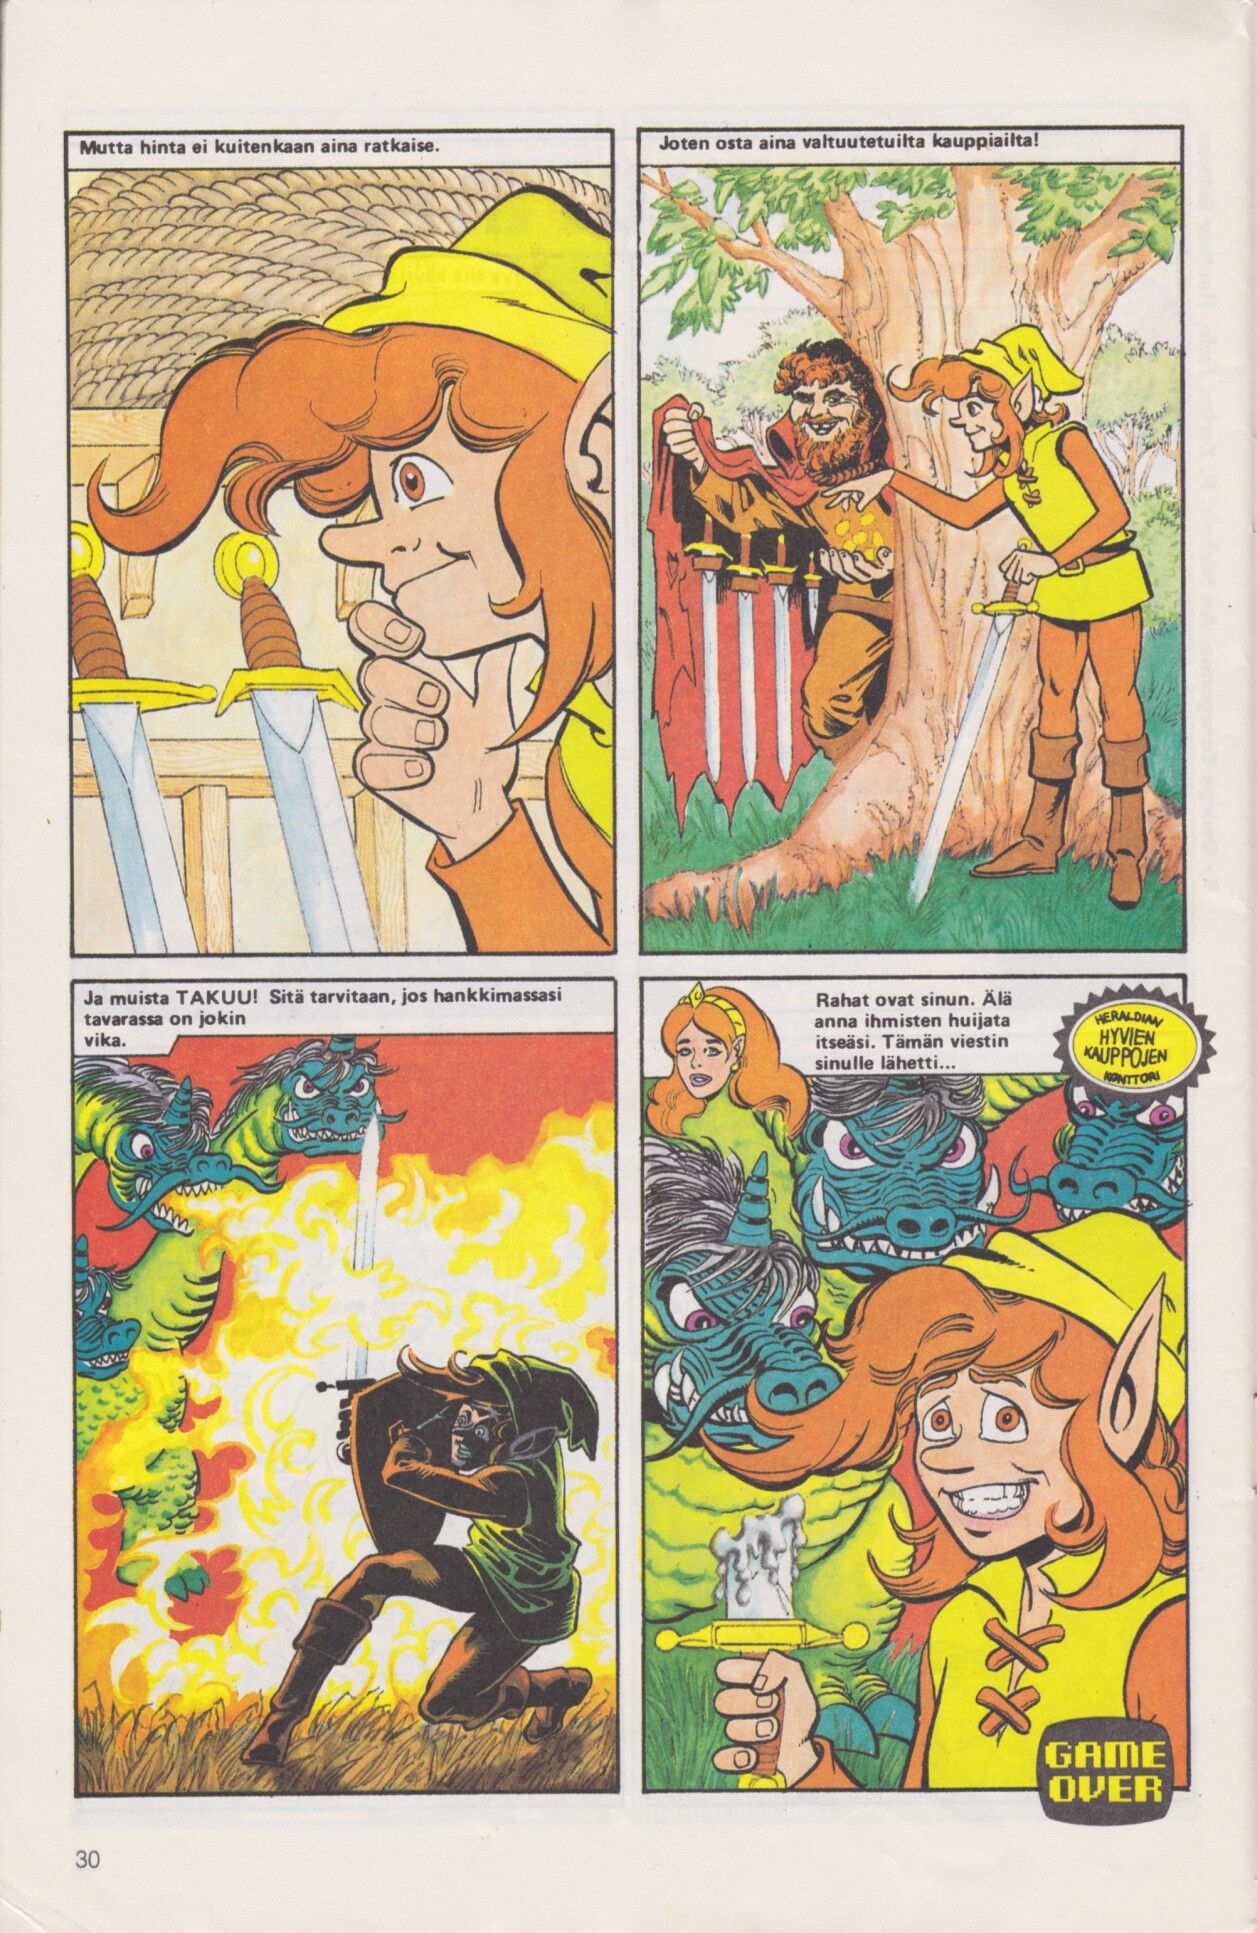 Mutta hinta ei kuitenkaan aina ratkaise.
Joten osta aina valtuutetuilta kauppiailta!
Ja muista TAKUU! Sitä tarvitaan, jos hankkimassasi
tavarassa on jokin
vika.
Rahat ovat sinun. Älä
anna ihmisten huijata
itseäsi. Tämän viestin
sinulle lähetti...
HERALDIAN
HYVIEN
KAUPPOJEN
KONTTORI
GAME
OVER
30